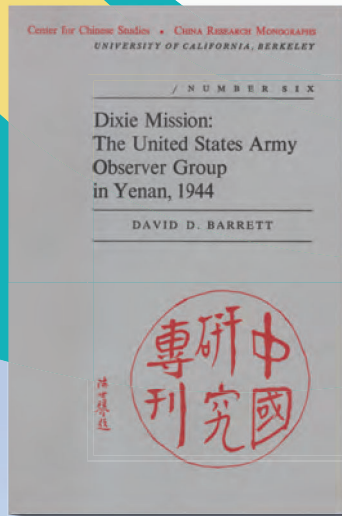 Center for Chinese Studies • CHINA RESEARCH MONOGRAPHS
UNIVERSITY OF CALIFORNIA, BERKELEY
/ NUMBER SIX
Dixie Mission:
The United States Army
Observer Group
in Yenan, 1944
DAVID D. BARRETT
中國
研究
專刊